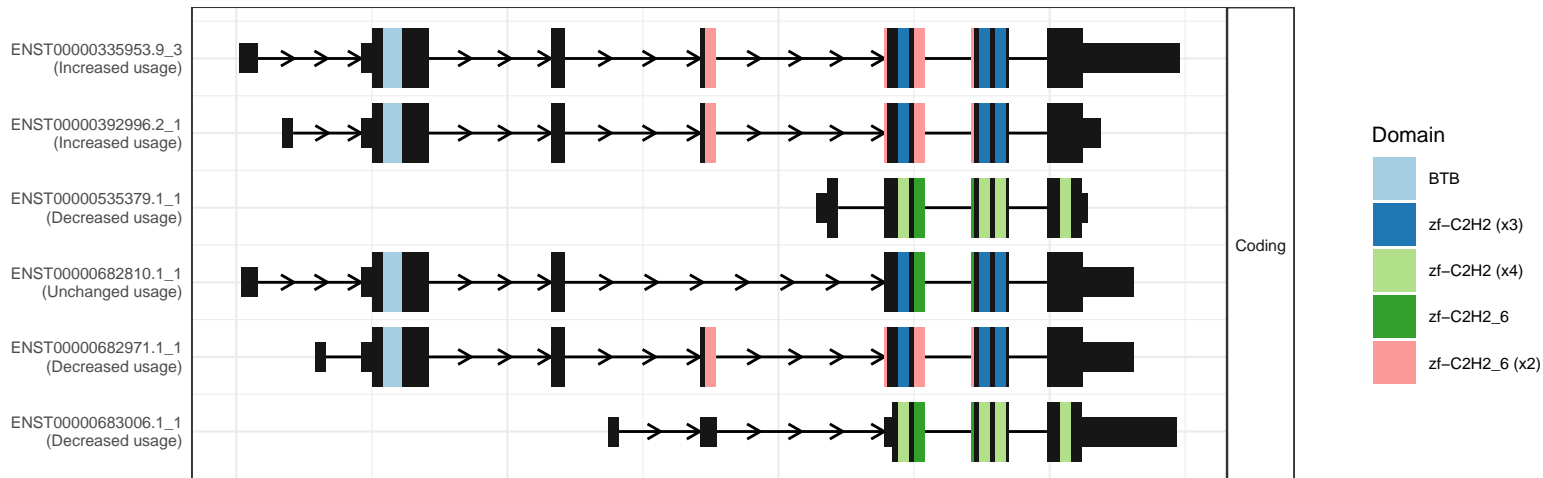 ENST00000335953.9_3
(Increased usage)
ENST00000392996.2_1
(Increased usage)
ENST00000535379.1_1
(Decreased usage)
ENST00000682810.1_1
(Unchanged usage)
ENST00000682971.1_1
(Decreased usage)
ENST00000683006.1_1
(Decreased usage)
Coding
Domain
BTB
zf−C2H2 (x3)
zf−C2H2 (x4)
zf−C2H2_6
zf−C2H2_6 (x2)